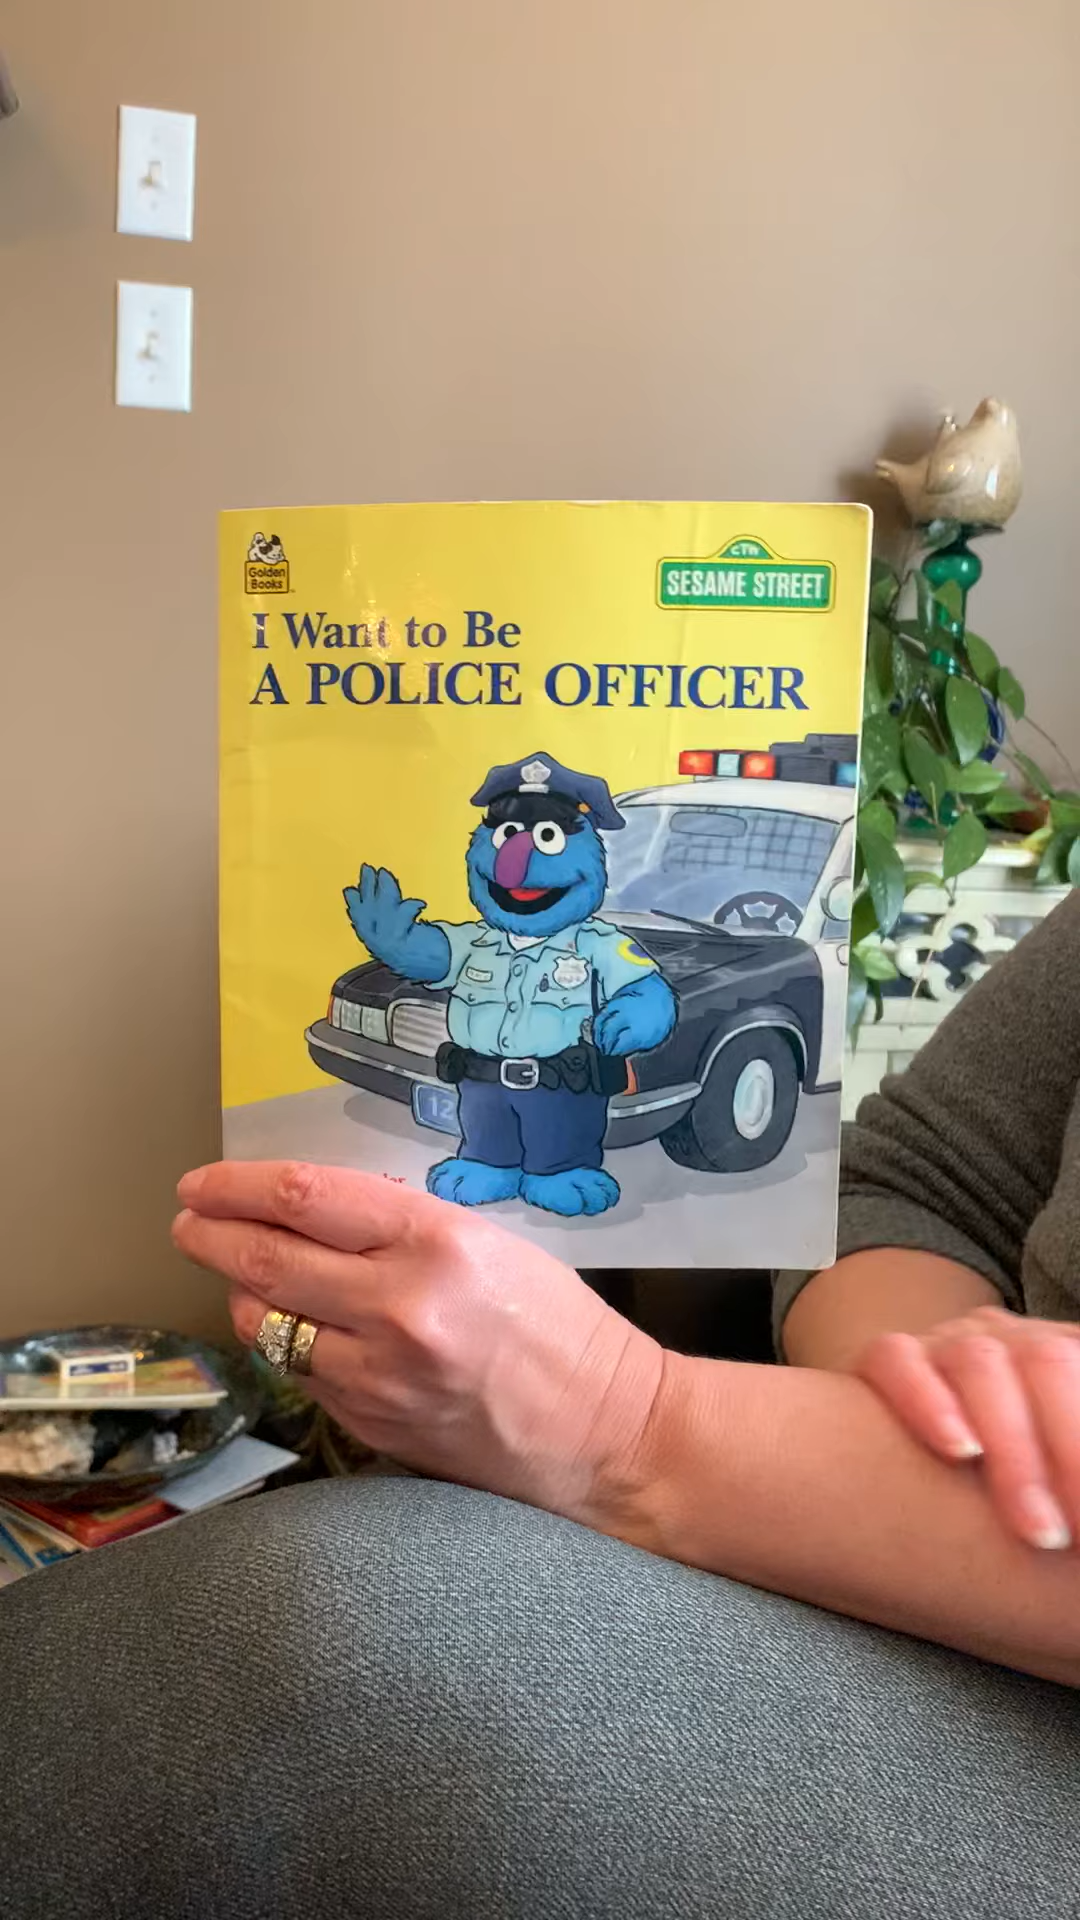 Golden
Books
CTW
SESAME STREET
I Want to Be
A POLICE OFFICER
12